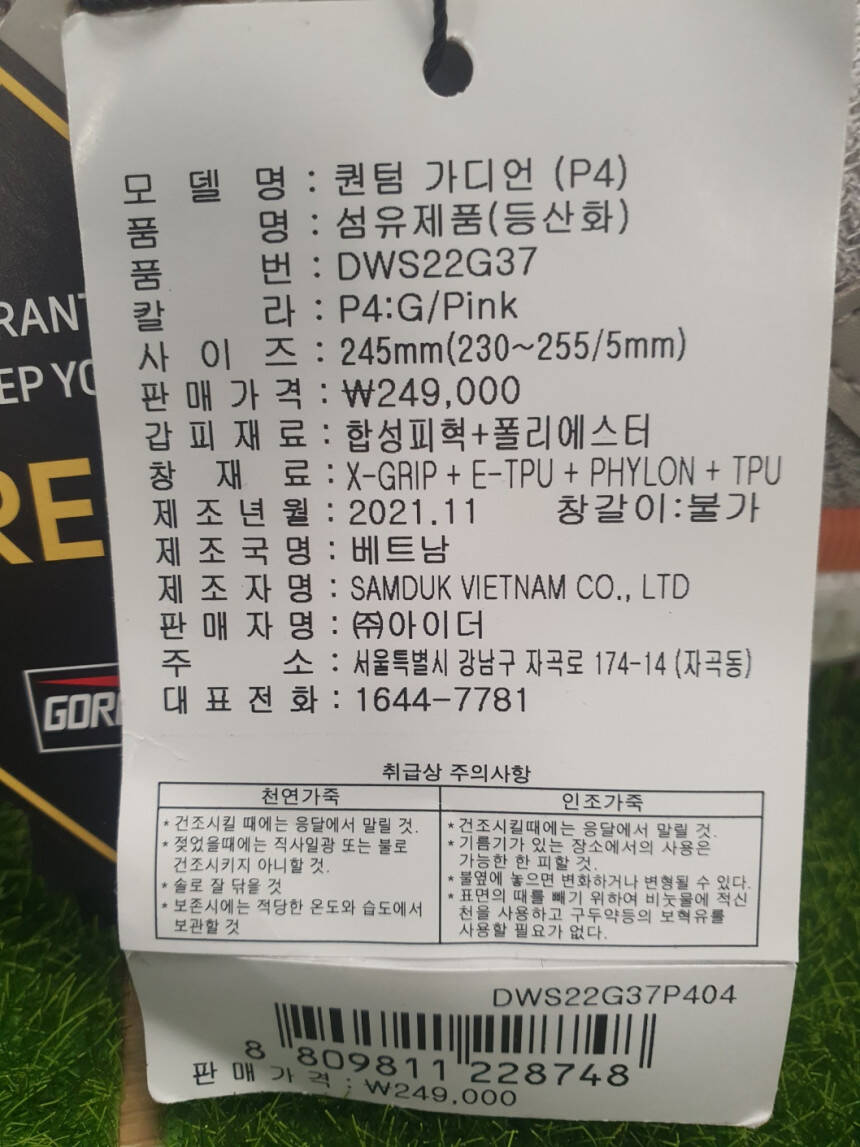 모 델 명 : 퀀텀 가디언 (P4)
품 명 : 섬유제품(등산화)
품 번 : DWS22G37
칼 라 : P4:G/Pink
사 이 즈 : 245mm(230~255/5mm)
판 매 가 격 : ₩249,000
갑 피 재 료 : 합성피혁+폴리에스터
창 재 료 : X-GRIP + E-TPU + PHYLON + TPU
제 조 년 월 : 2021.11 창갈이:불가
제 조 국 명 : 베트남
제 조 자 명 : SAMDUK VIETNAM CO., LTD
판 매 자 명 : ㈜아이더
주 소 : 서울특별시 강남구 자곡로 174-14 (자곡동)
대 표 전 화 : 1644-7781
취급상 주의사항
천연가죽
* 건조시킬 때에는 응달에서 말릴 것.
* 젖었을때에는 직사일광 또는 불로
건조시키지 아니할 것.
* 솔로 잘 닦을 것
* 보존시에는 적당한 온도와 습도에서
보관할 것
인조가죽
* 건조시킬때에는 응달에서 말릴 것.
* 기름기가 있는 장소에서의 사용은
가능한 한 피할 것.
* 불옆에 놓으면 변화하거나 변형될 수 있다.
* 표면의 때를 빼기 위하여 비눗물에 적신
천을 사용하고 구두약등의 보혁유를
사용할 필요가 없다.
DWS22G37P404
8 809811 228748
판 매 가 격 : ₩249,000
RANT
EP YO
RE
GOR